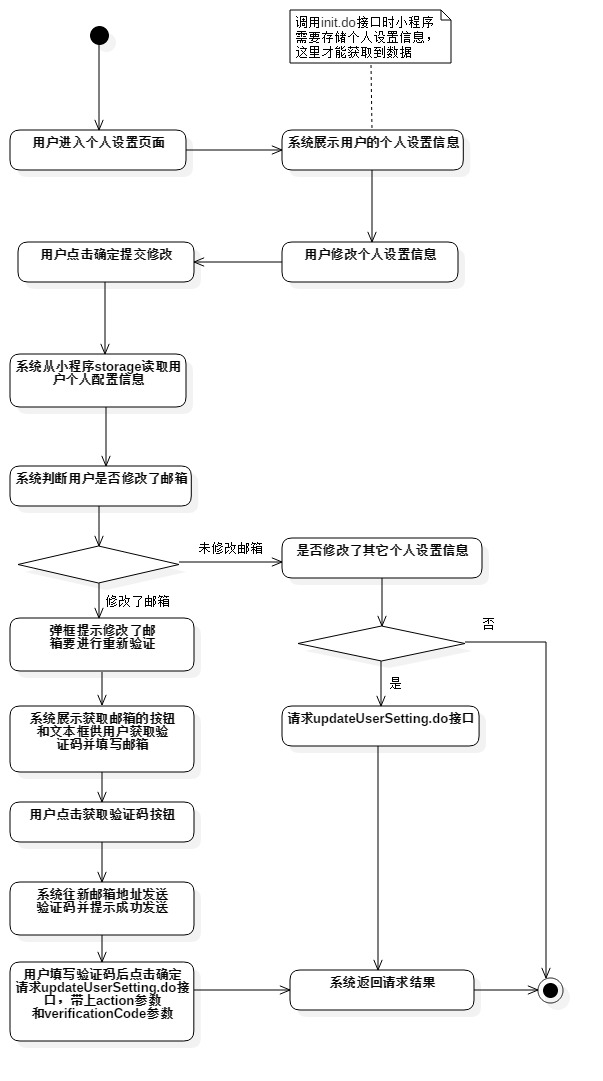 调用init.do接口时小程序
需要存储个人设置信息，
这里才能获取到数据
用户进入个人设置页面
系统展示用户的个人设置信息
用户点击确定提交修改
用户修改个人设置信息
系统从小程序storage读取用
户个人配置信息
系统判断用户是否修改了邮箱
未修改邮箱
是否修改了其它个人设置信息
修改了邮箱
弹框提示修改了邮
箱要进行重新验证
否
是
系统展示获取邮箱的按钮
和文本框供用户获取验
证码并填写邮箱
请求updateUserSetting.do接口
用户点击获取验证码按钮
系统往新邮箱地址发送
验证码并提示成功发送
用户填写验证码后点击确定
请求updateUserSetting.do接
口，带上action参数
和verificationCode参数
系统返回请求结果